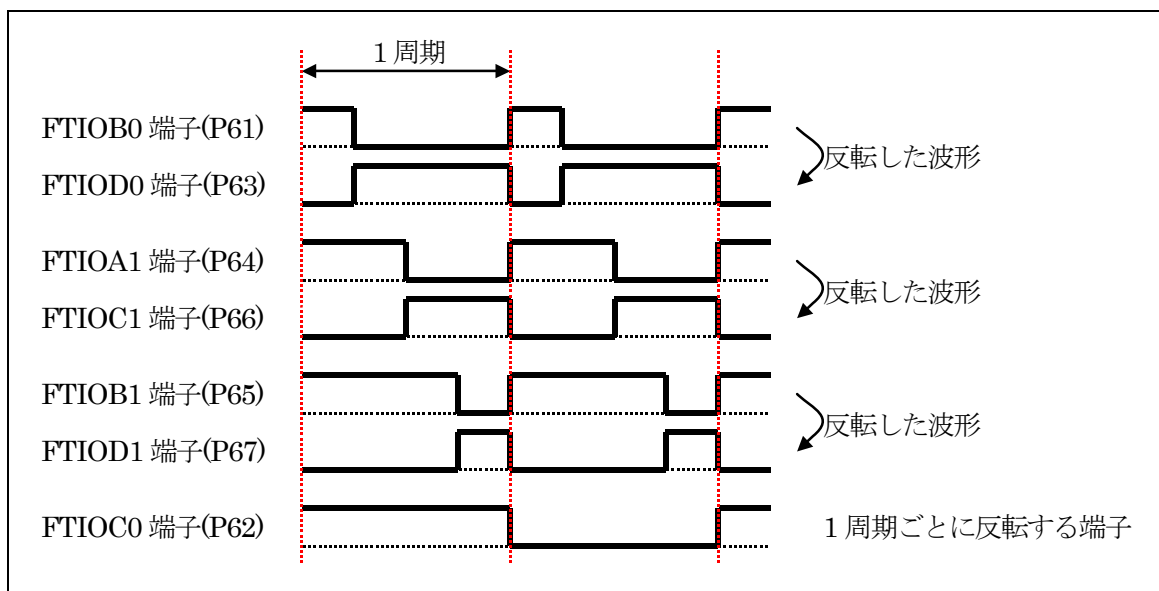 １周期
FTIOB0 端子(P61)
反転した波形
FTIOD0 端子(P63)
FTIOA1 端子(P64)
反転した波形
FTIOC1 端子(P66)
FTIOB1 端子(P65)
反転した波形
FTIOD1 端子(P67)
FTIOC0 端子(P62)
１周期ごとに反転する端子